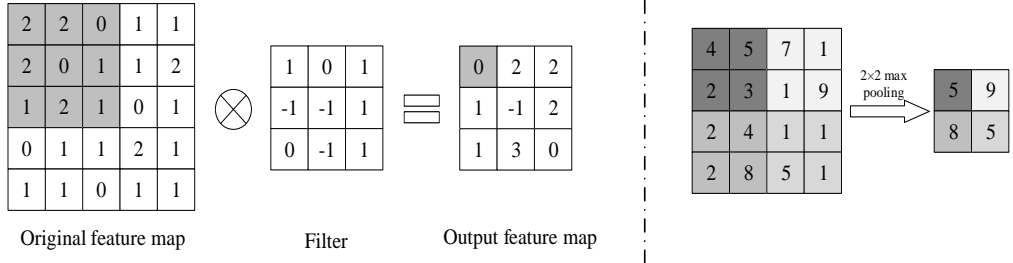 2 2 0 1 1
2 0 1 1 2
1 2 1 0 1
0 1 1 2 1
1 1 0 1 1
Original feature map
1 0 1
-1 -1 1
0 -1 1
Filter
0 2 2
1 -1 2
1 3 0
Output feature map
4 5 7 1
2 3 1 9
2 4 1 1
2 8 5 1
2×2 max
pooling
5 9
8 5